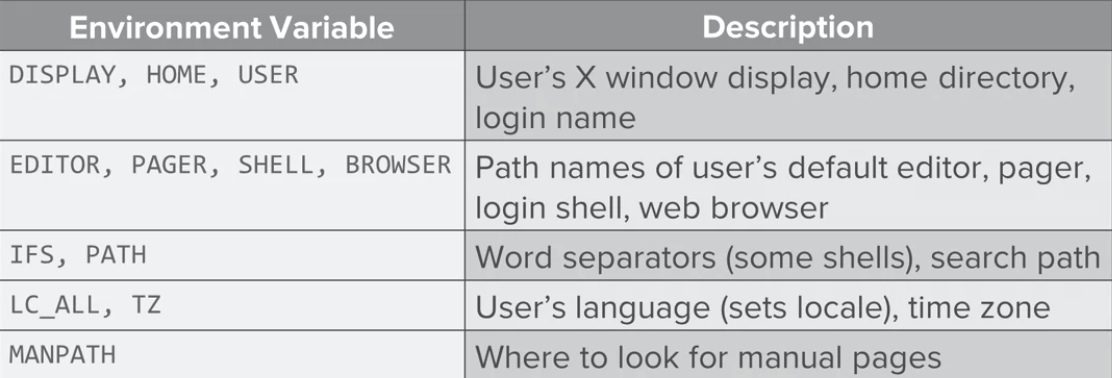 Environment Variable Description
DISPLAY, HOME, USER User’s X window display, home directory,
login name
EDITOR, PAGER, SHELL, BROWSER Path names of user’s default editor, pager,
login shell, web browser
IFS, PATH Word separators (some shells), search path
LC_ALL, TZ User’s language (sets locale), time zone
MANPATH Where to look for manual pages